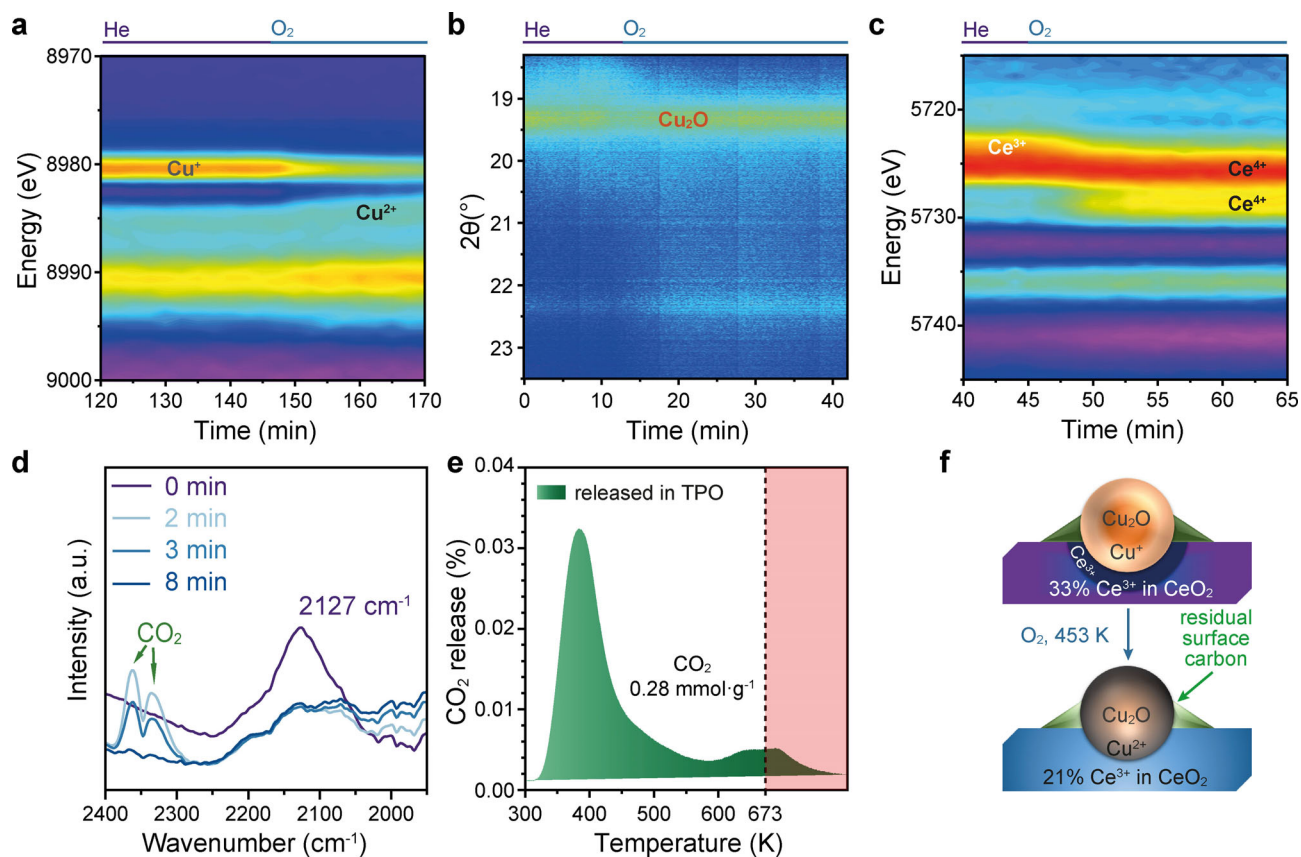 a
He
O₂
8970
8980
8990
9000
Energy (eV)
Cu⁺
Cu²⁺
120
130
140
150
160
170
Time (min)
b
He
O₂
19
20
21
22
23
2θ(°)
Cu₂O
0
10
20
30
40
Time (min)
c
He
O₂
5720
5730
5740
Energy (eV)
Ce³⁺
Ce⁴⁺
Ce⁴⁺
40
45
50
55
60
65
Time (min)
d
0 min
2 min
3 min
8 min
2127 cm⁻¹
CO₂
Intensity (a.u.)
2400
2300
2200
2100
2000
Wavenumber (cm⁻¹)
e
0.04
0.03
0.02
0.01
0.00
CO₂ release (%)
released in TPO
CO₂
0.28 mmol·g⁻¹
300
400
500
600
673
Temperature (K)
f
Cu₂O
Cu⁺
Ce³⁺
33% Ce³⁺ in CeO₂
O₂, 453 K
residual
surface
carbon
Cu₂O
Cu²⁺
21% Ce³⁺ in CeO₂